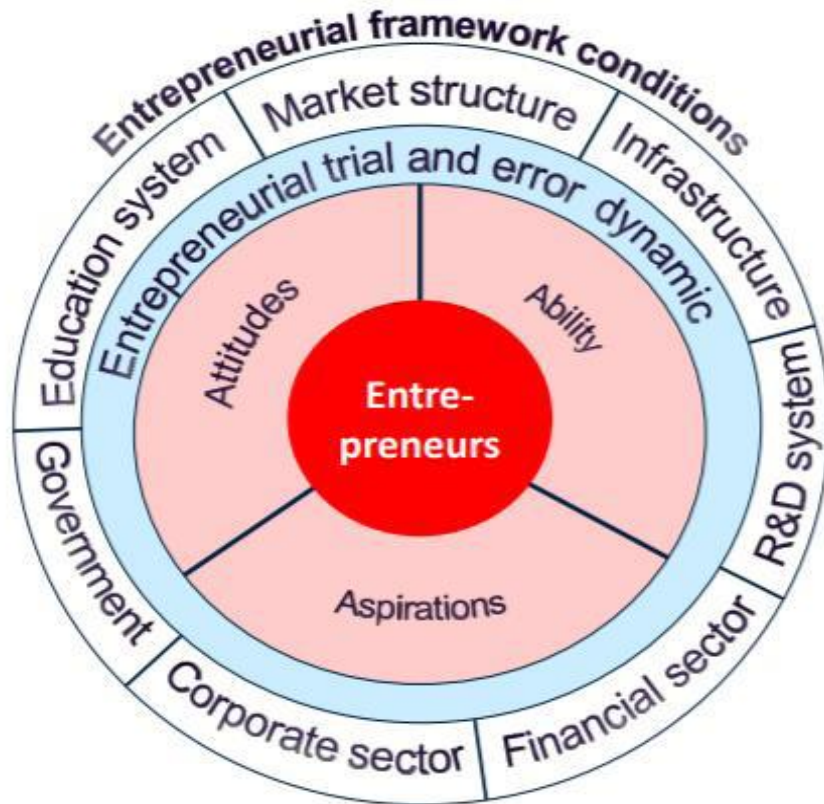 Entrepreneurial framework conditions
Market structure
Infrastructure
R&D system
Financial sector
Corporate sector
Government
Education system
Entrepreneurial trial and error dynamic
Attitudes
Ability
Aspirations
Entre-
preneurs